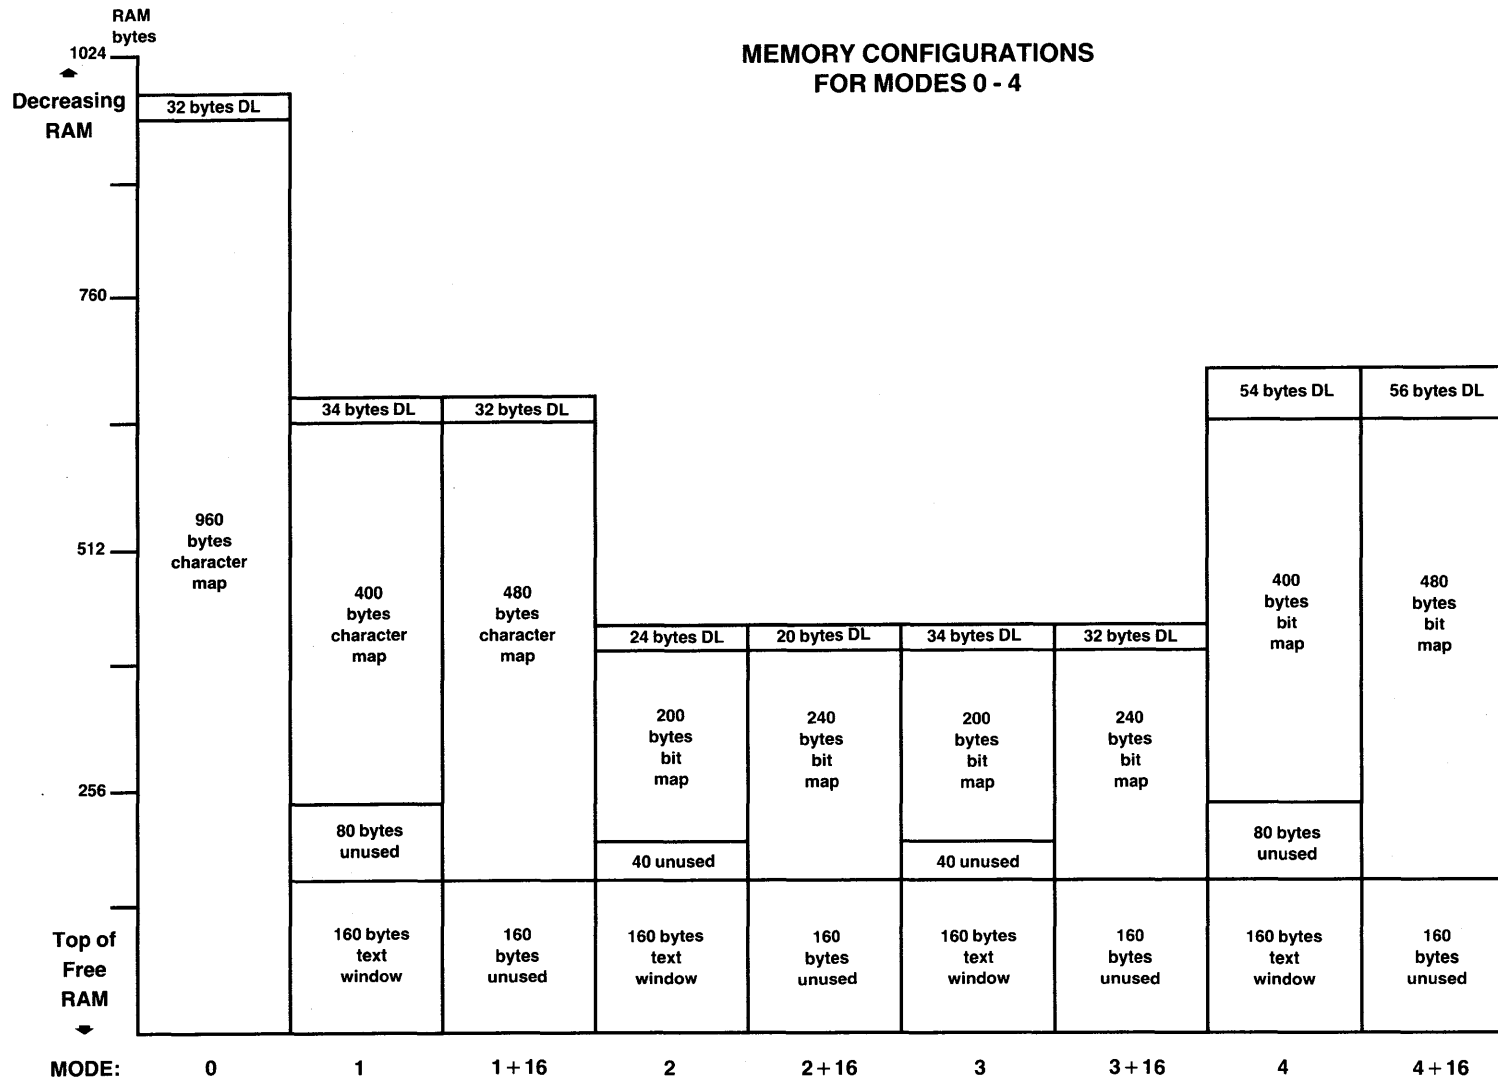 RAM
bytes
MEMORY CONFIGURATIONS
FOR MODES 0 - 4
1024
Decreasing
RAM
760
512
256
Top of
Free
RAM
32 bytes DL
960
bytes
character
map
34 bytes DL
400
bytes
character
map
80 bytes
unused
160 bytes
text
window
32 bytes DL
480
bytes
character
map
160
bytes
unused
24 bytes DL
200
bytes
bit
map
40 unused
160 bytes
text
window
20 bytes DL
240
bytes
bit
map
160
bytes
unused
34 bytes DL
200
bytes
bit
map
40 unused
160 bytes
text
window
32 bytes DL
240
bytes
bit
map
160
bytes
unused
54 bytes DL
400
bytes
bit
map
80 bytes
unused
160 bytes
text
window
56 bytes DL
480
bytes
bit
map
160
bytes
unused
MODE: 0 1 1 + 16 2 2 + 16 3 3 + 16 4 4 + 16